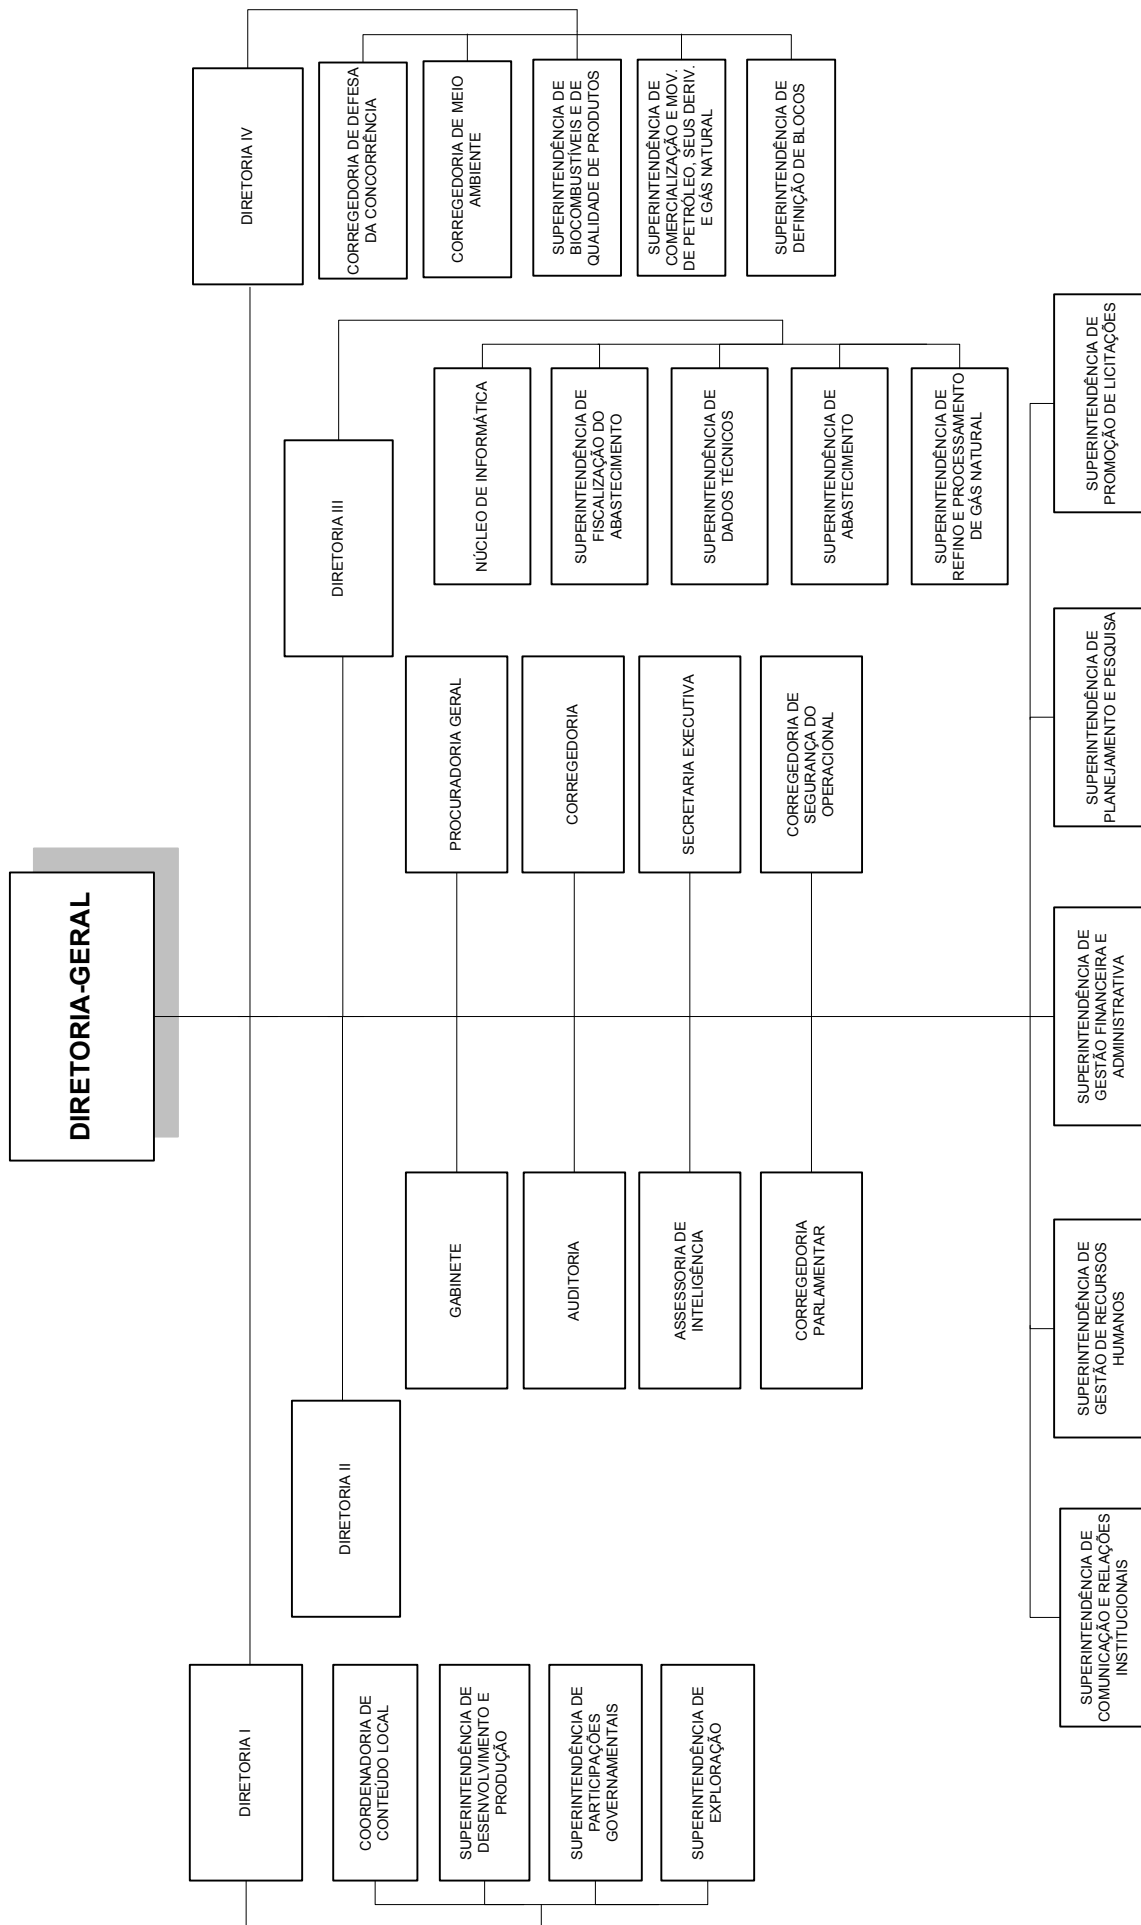 DIRETORIA-GERAL
DIRETORIA I
DIRETORIA IV
DIRETORIA II
DIRETORIA III
COORDENADORIA DE
CONTEÚDO LOCAL
SUPERINTENDÊNCIA DE
DESENVOLVIMENTO E
PRODUÇÃO
SUPERINTENDÊNCIA DE
PARTICIPAÇÕES
GOVERNAMENTAIS
SUPERINTENDÊNCIA DE
EXPLORAÇÃO
GABINETE
PROCURADORIA GERAL
AUDITORIA
CORREGEDORIA
ASSESSORIA DE
INTELIGÊNCIA
SECRETARIA EXECUTIVA
CORREGEDORIA
PARLAMENTAR
CORREGEDORIA DE
SEGURANÇA DO
OPERACIONAL
NÚCLEO DE INFORMÁTICA
SUPERINTENDÊNCIA DE
FISCALIZAÇÃO DO
ABASTECIMENTO
SUPERINTENDÊNCIA DE
DADOS TÉCNICOS
SUPERINTENDÊNCIA DE
ABASTECIMENTO
SUPERINTENDÊNCIA DE
REFINO E PROCESSAMENTO
DE GÁS NATURAL
CORREGEDORIA DE DEFESA
DA CONCORRÊNCIA
CORREGEDORIA DE MEIO
AMBIENTE
SUPERINTENDÊNCIA DE
BIOCOMBUSTÍVEIS E DE
QUALIDADE DE PRODUTOS
SUPERINTENDÊNCIA DE
COMERCIALIZAÇÃO E MOV.
DE PETRÓLEO, SEUS DERIV.
E GÁS NATURAL
SUPERINTENDÊNCIA DE
DEFINIÇÃO DE BLOCOS
SUPERINTENDÊNCIA DE
COMUNICAÇÃO E RELAÇÕES
INSTITUCIONAIS
SUPERINTENDÊNCIA DE
GESTÃO DE RECURSOS
HUMANOS
SUPERINTENDÊNCIA DE
GESTÃO FINANCEIRA E
ADMINISTRATIVA
SUPERINTENDÊNCIA DE
PLANEJAMENTO E PESQUISA
SUPERINTENDÊNCIA DE
PROMOÇÃO DE LICITAÇÕES